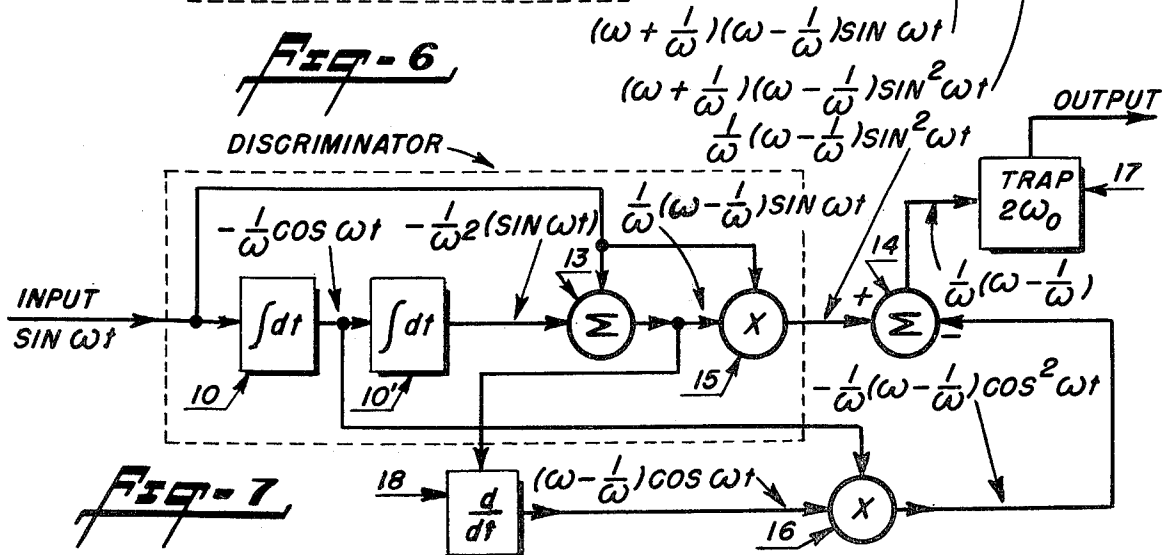 (ω + 1/ω)(ω - 1/ω)SIN ωt
FIG-6
(ω + 1/ω)(ω - 1/ω)SIN² ωt
OUTPUT
1/ω(ω - 1/ω)SIN² ωt
DISCRIMINATOR
TRAP
2ω₀
17
-1/ω COS ωt
-1/ω 2(SIN ωt)
1/ω(ω - 1/ω)SIN ωt
13
14
1/ω(ω - 1/ω)
INPUT
SIN ωt
∫dt
∫dt
Σ
X
+
Σ
-
10
10'
15
-1/ω(ω - 1/ω)COS² ωt
FIG-7
18
d/dt
(ω - 1/ω)COS ωt
X
16